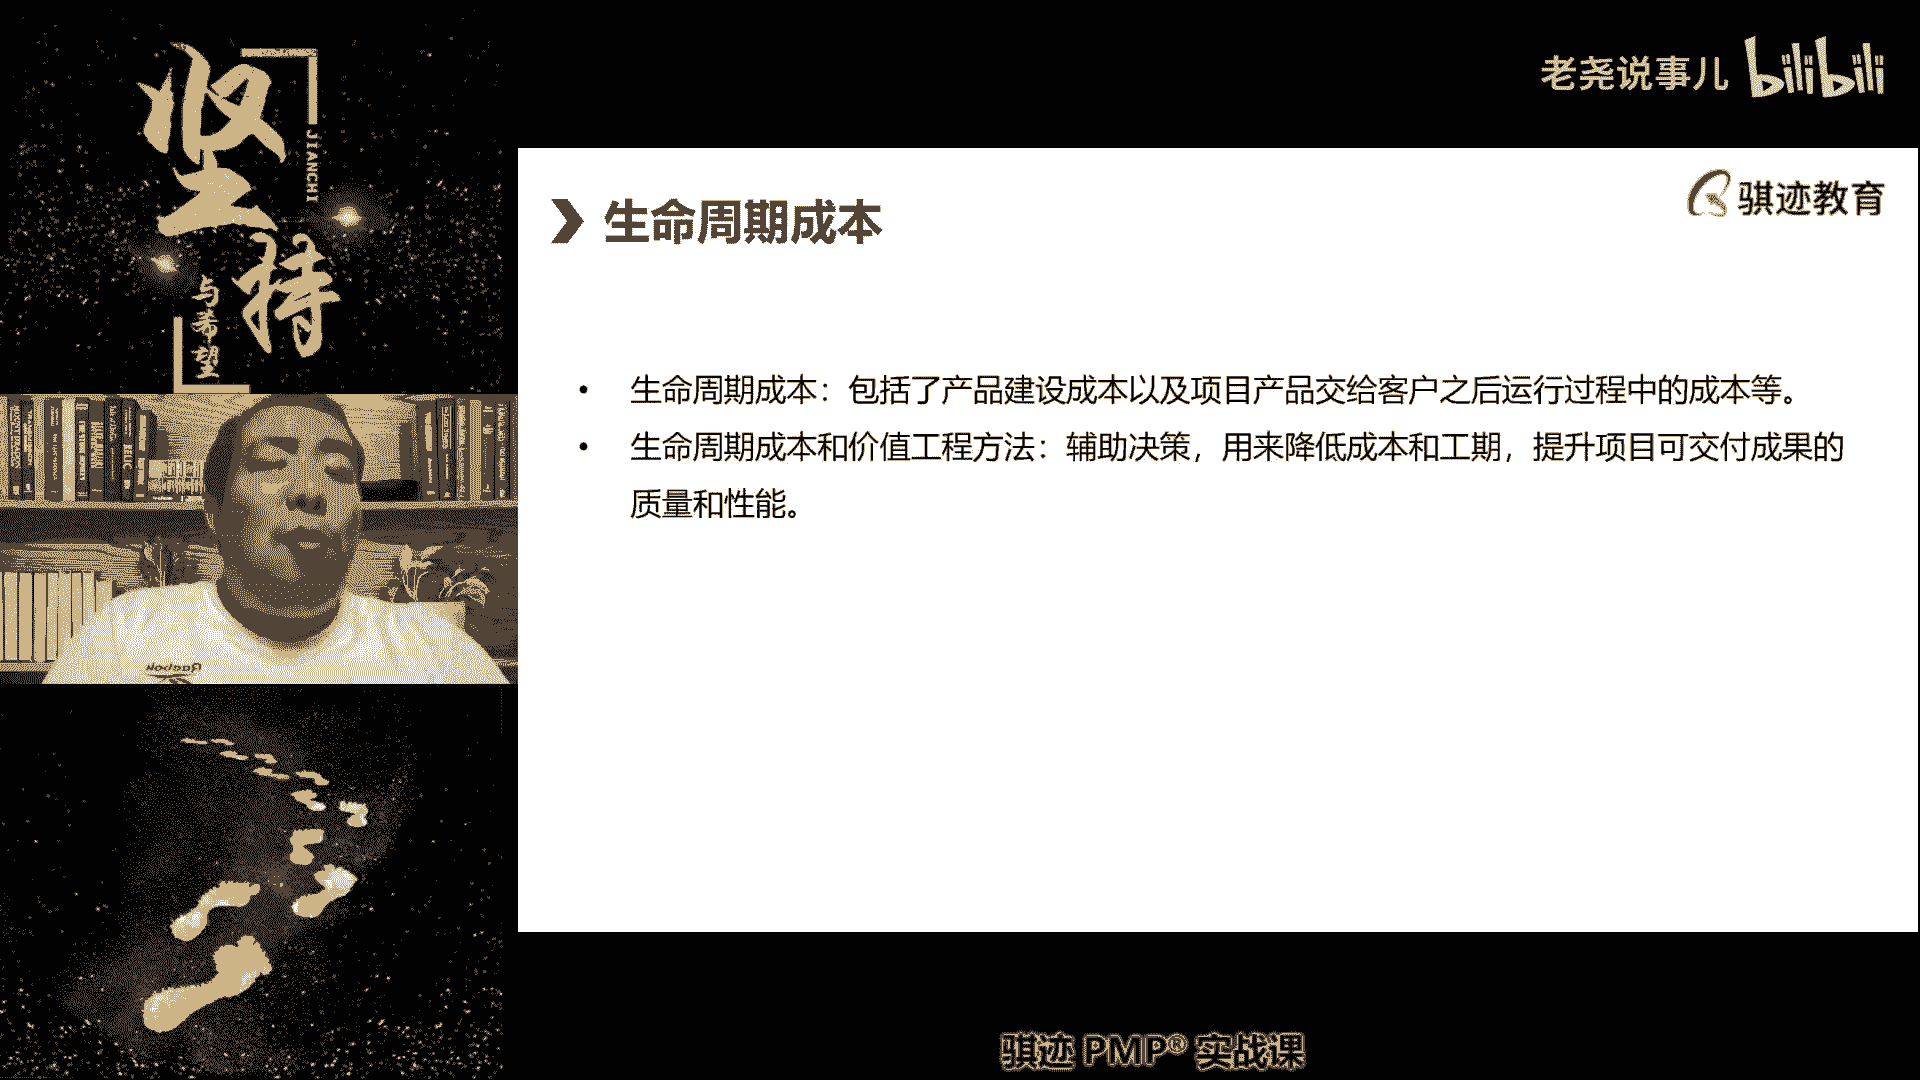 坚持
JIANCHI
与希望
老尧说事儿 bilibili
骐迹教育
生命周期成本
• 生命周期成本：包括了产品建设成本以及项目产品交给客户之后运行过程中的成本等。
• 生命周期成本和价值工程方法：辅助决策，用来降低成本和工期，提升项目可交付成果的
质量和性能。
骐迹 PMP® 实战课